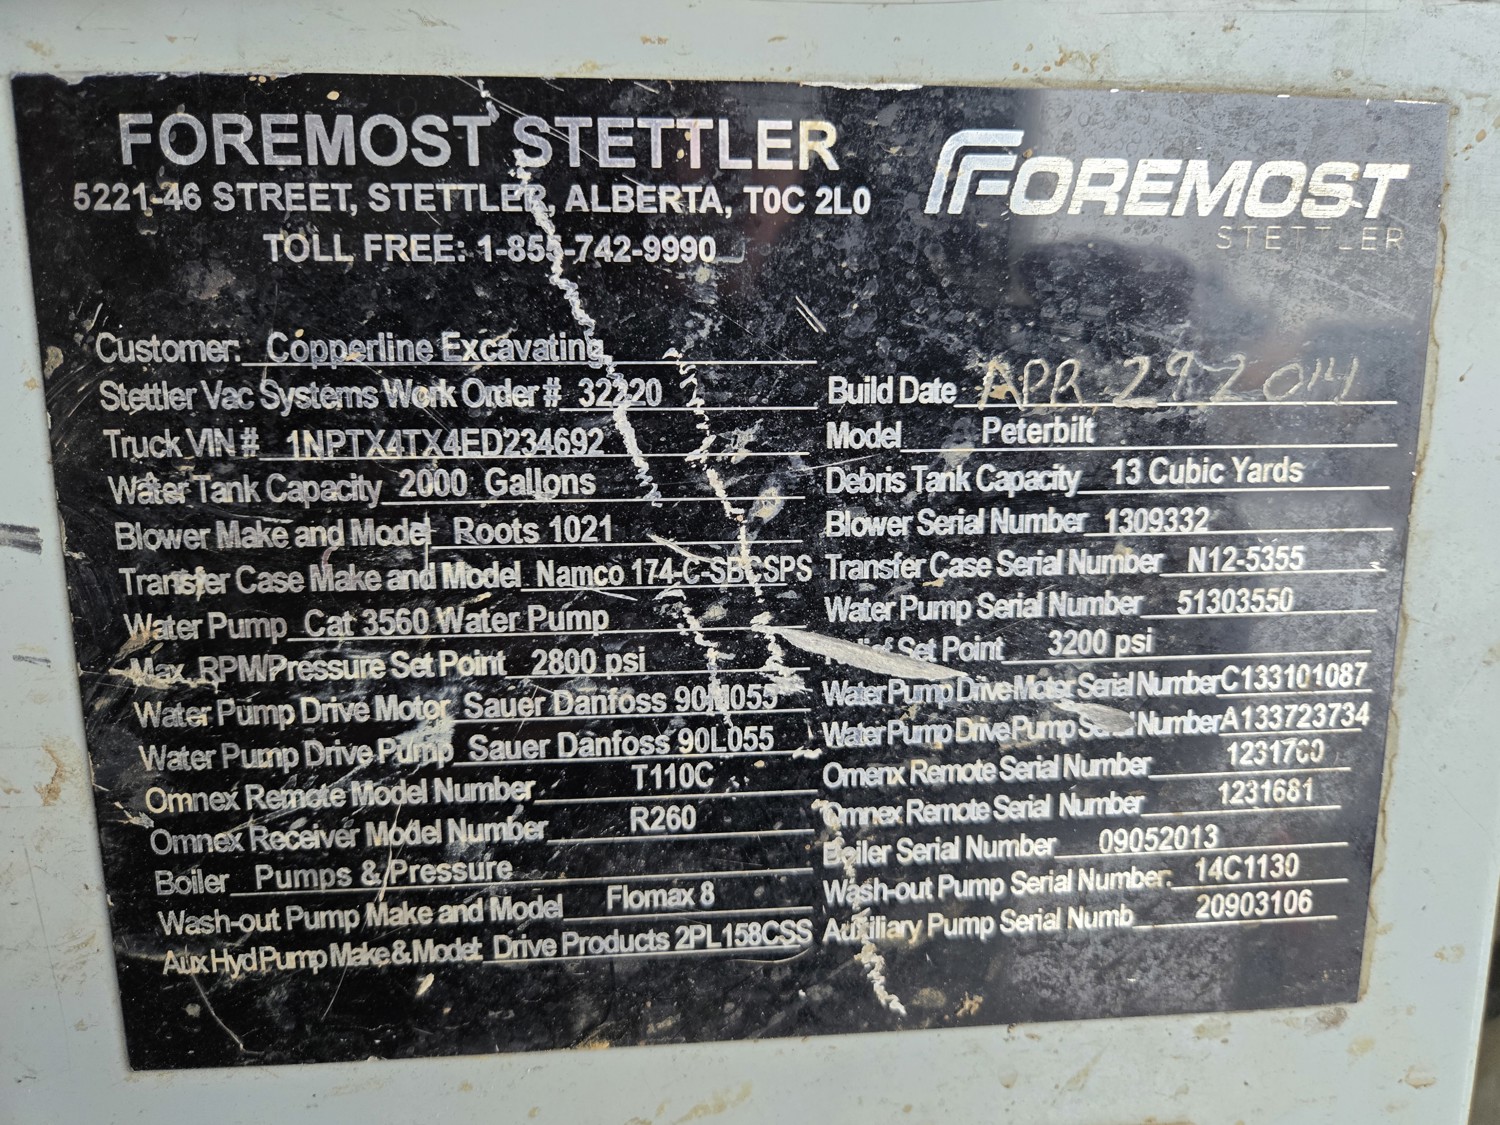 FOREMOST STETTLER
5221-46 STREET, STETTLER, ALBERTA, T0C 2L0
TOLL FREE: 1-855-742-9990
FOREMOST
STETTLER
Customer: Copperline Excavating
Stettler Vac Systems Work Order # 32220
Build Date APR 29 2014
Truck VIN # 1NPTX4TX4ED234692
Model Peterbilt
Water Tank Capacity 2000 Gallons
Debris Tank Capacity 13 Cubic Yards
Blower Make and Model Roots 1021
Blower Serial Number 1309332
Transfer Case Make and Model Namco 174-C-SBCSPS
Transfer Case Serial Number N12-5355
Water Pump Cat 3560 Water Pump
Water Pump Serial Number 51303550
Max. RPM/Pressure Set Point 2800 psi
Set Point 3200 psi
Water Pump Drive Motor Sauer Danfoss 90M055
Water Pump Drive Motor Serial Number C133101087
Water Pump Drive Pump Sauer Danfoss 90L055
Water Pump Drive Pump Serial Number A133723734
Omnex Remote Model Number T110C
Omenx Remote Serial Number
Omnex Receiver Model Number R260
Omnex Remote Serial Number 1231681
Boiler Pumps & Pressure
Boiler Serial Number 09052013
Wash-out Pump Make and Model Flomax 8
Wash-out Pump Serial Number. 14C1130
Aux Hyd Pump Make & Model: Drive Products 2PL158CSS
Auxiliary Pump Serial Numb 20903106